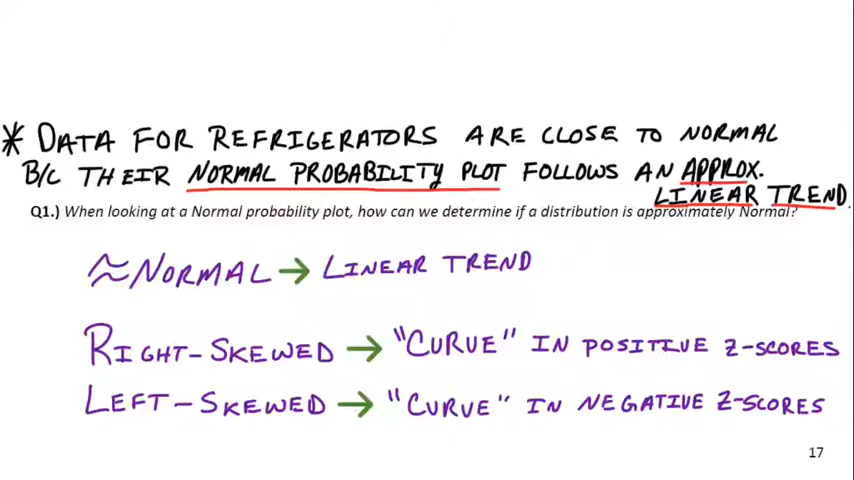 * DATA FOR REFRIGERATORS ARE CLOSE TO NORMAL
B/C THEIR NORMAL PROBABILITY PLOT FOLLOWS AN APPROX.
LINEAR TREND.
Q1.) When looking at a Normal probability plot, how can we determine if a distribution is approximately Normal?
≈NORMAL → LINEAR TREND
RIGHT-SKEWED → "CURVE" IN POSITIVE Z-SCORES
LEFT-SKEWED → "CURVE" IN NEGATIVE Z-SCORES
17